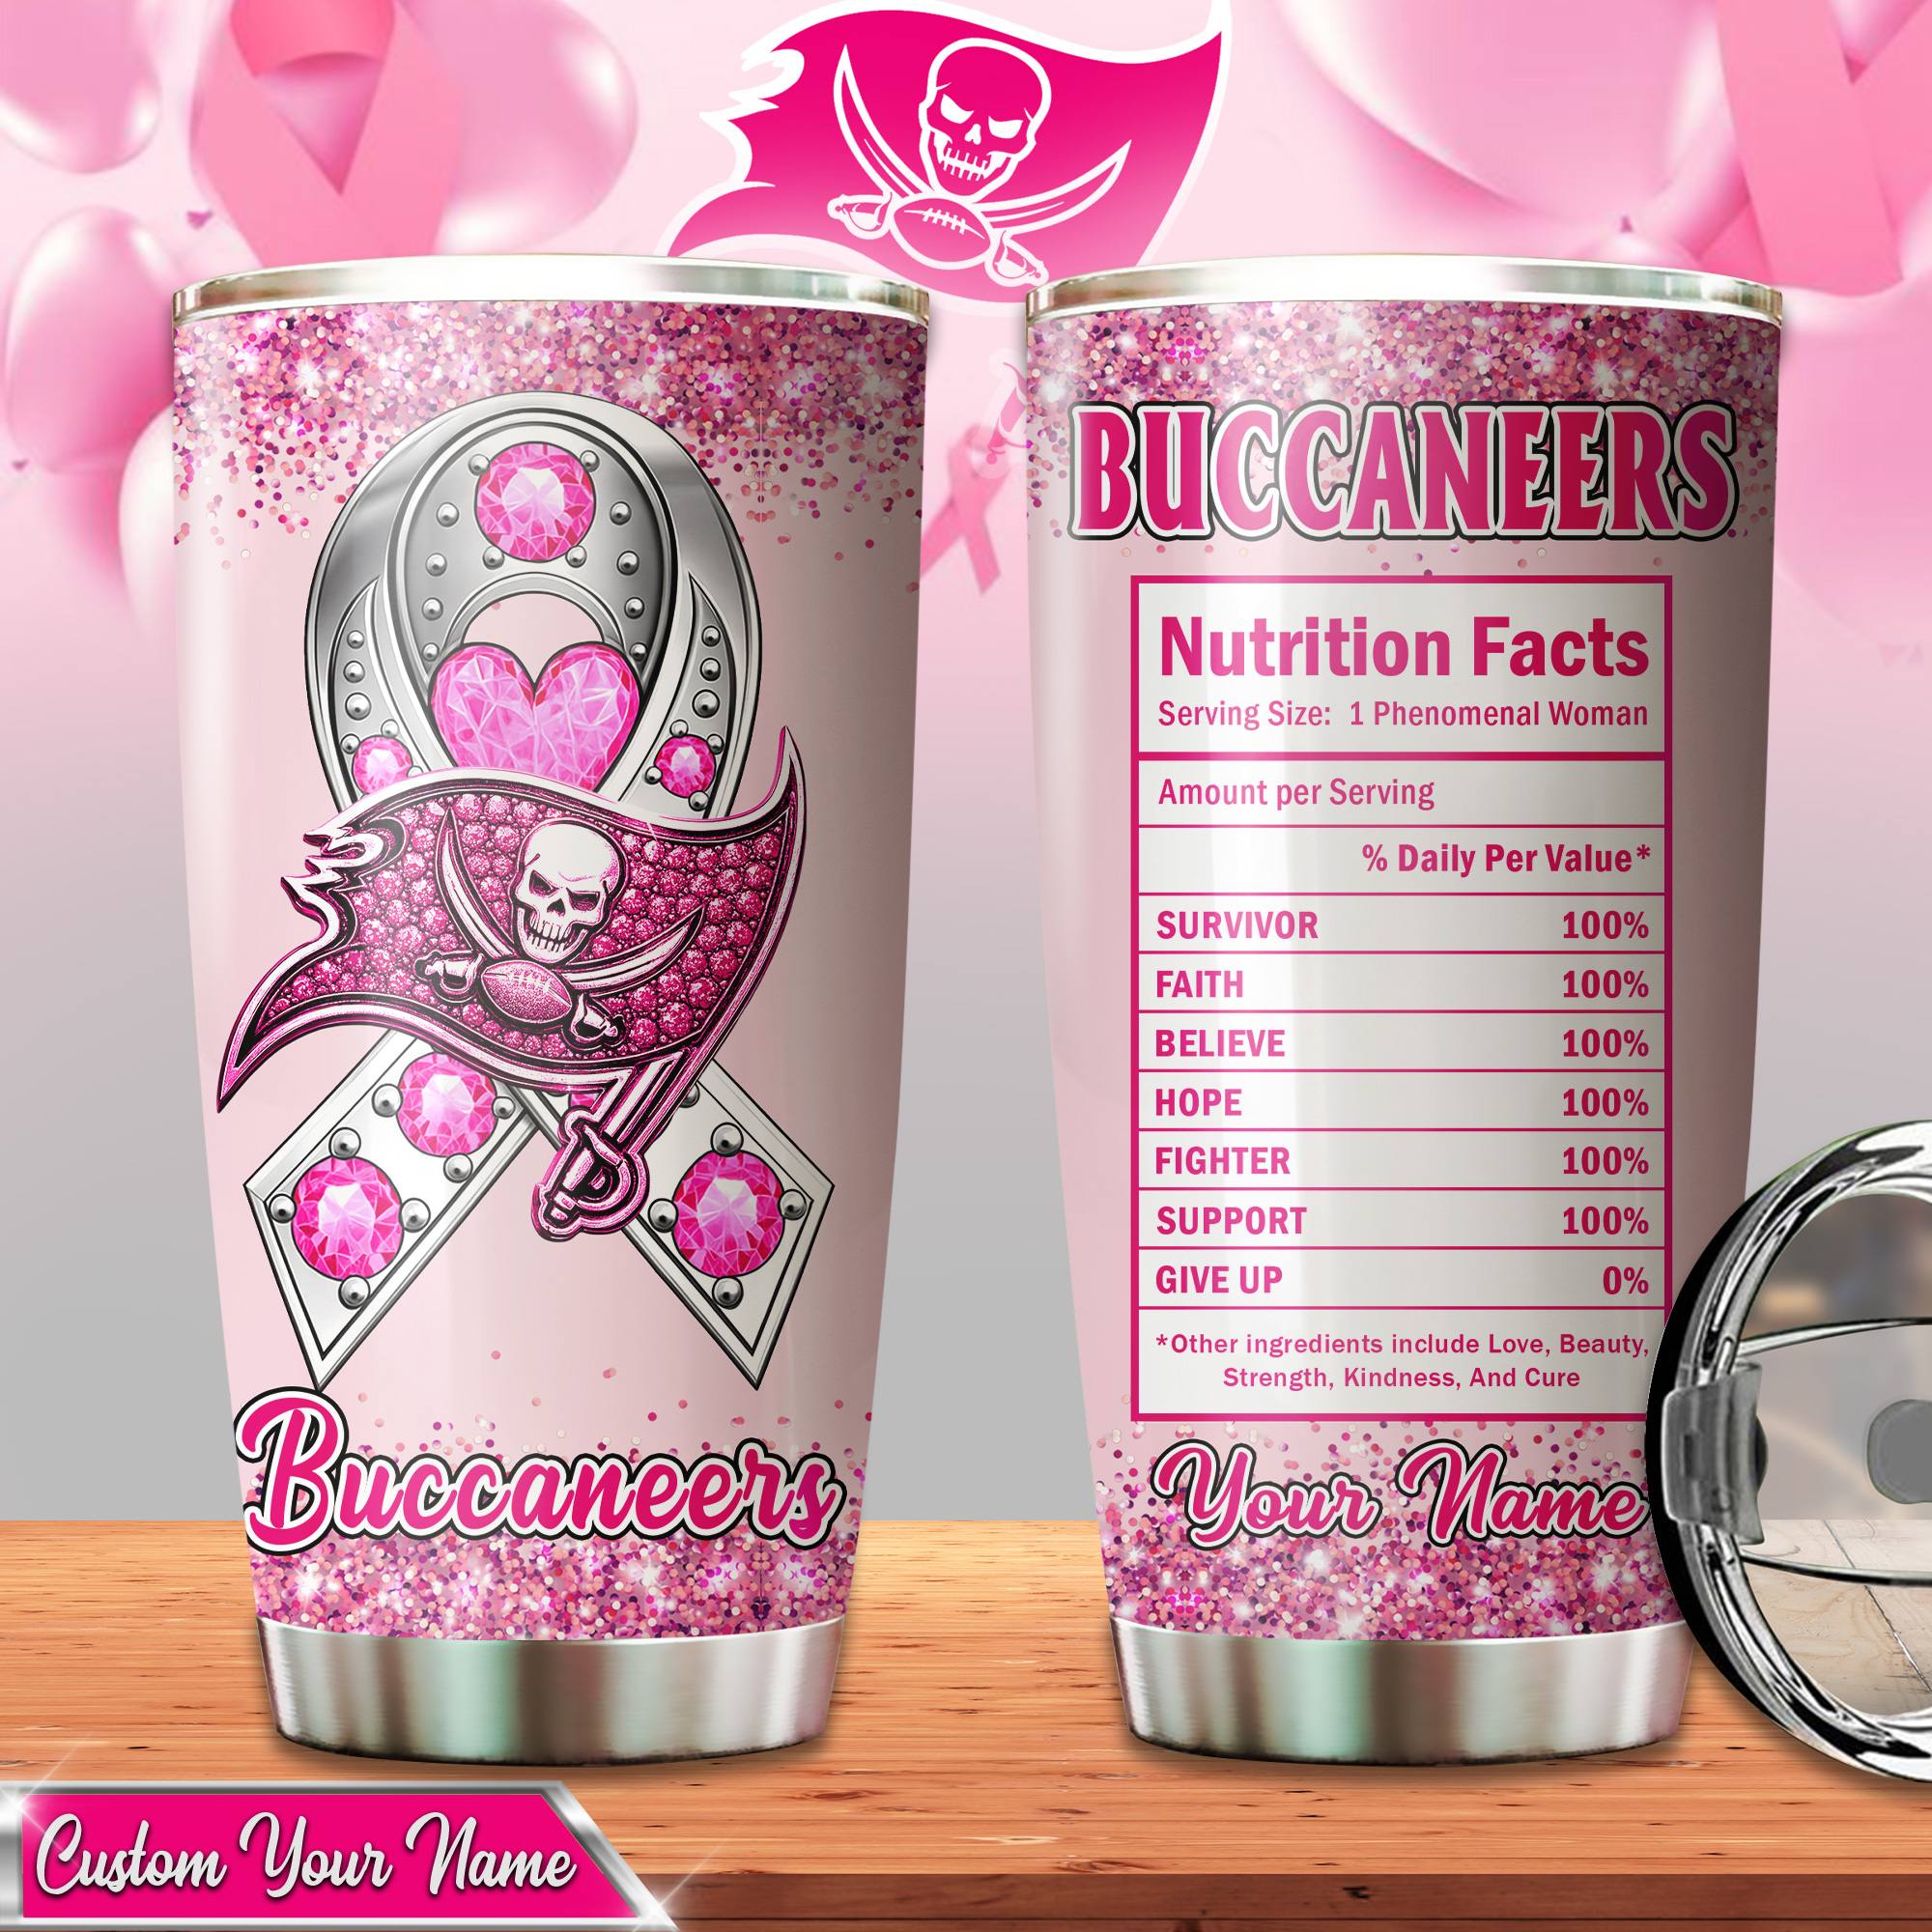 Buccaneers
BUCCANEERS
Nutrition Facts
Serving Size: 1 Phenomenal Woman
Amount per Serving
% Daily Per Value*
SURVIVOR 100%
FAITH 100%
BELIEVE 100%
HOPE 100%
FIGHTER 100%
SUPPORT 100%
GIVE UP 0%
*Other ingredients include Love, Beauty,
Strength, Kindness, And Cure
Your Name
Custom Your Name